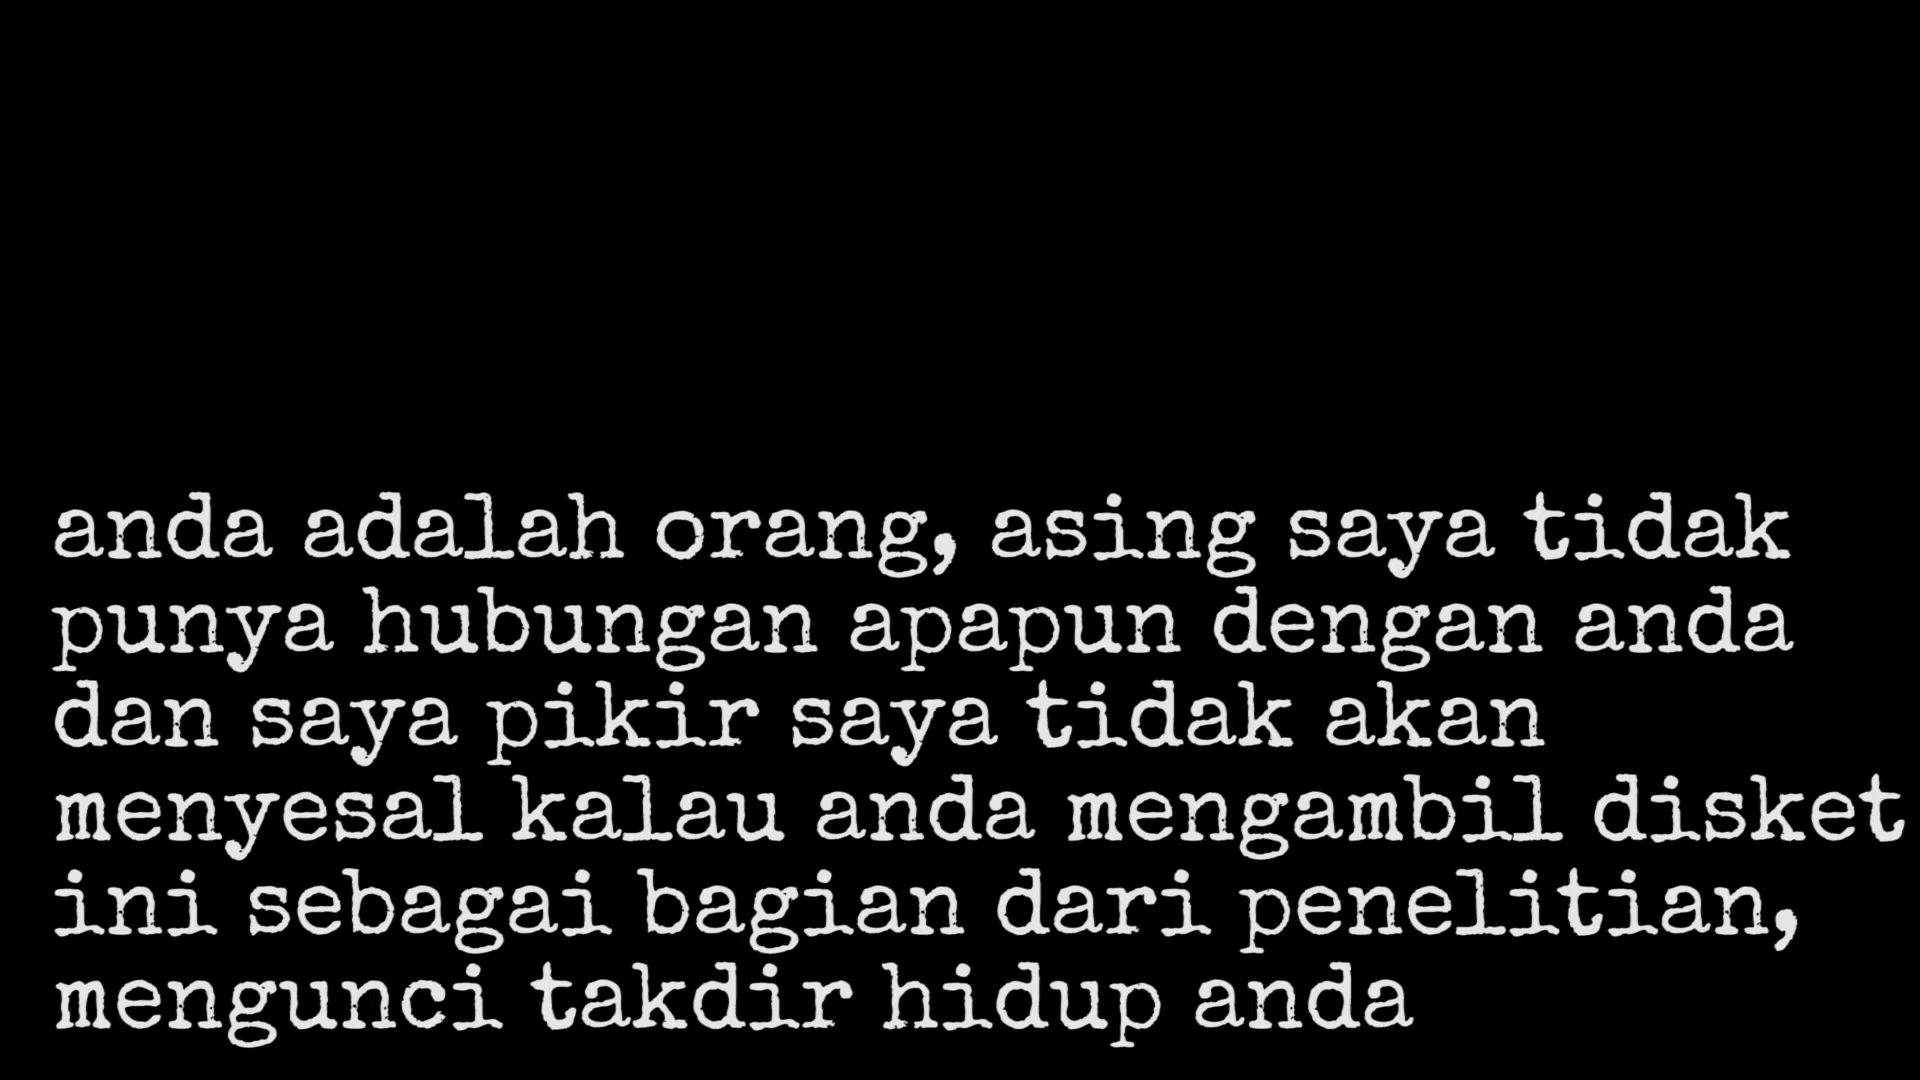 anda adalah orang, asing saya tidak
punya hubungan apapun dengan anda
dan saya pikir saya tidak akan
menyesal kalau anda mengambil disket
ini sebagai bagian dari penelitian,
mengunci takdir hidup anda